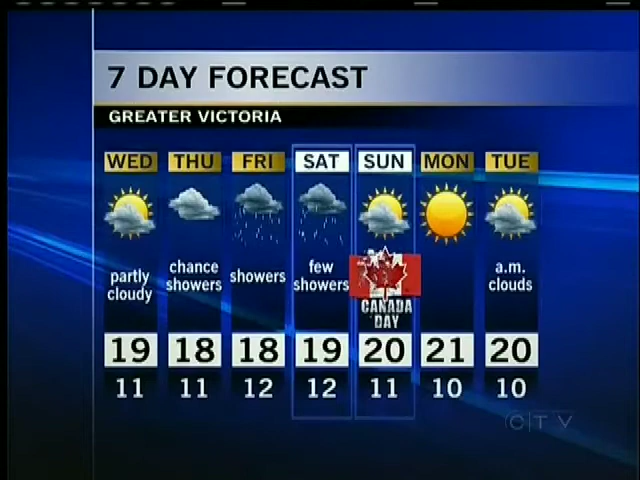 7 DAY FORECAST
GREATER VICTORIA
WED THU FRI SAT SUN MON TUE
partly cloudy
chance showers
showers
few showers
CANADA DAY
a.m. clouds
19 18 18 19 20 21 20
11 11 12 12 11 10 10
CTV